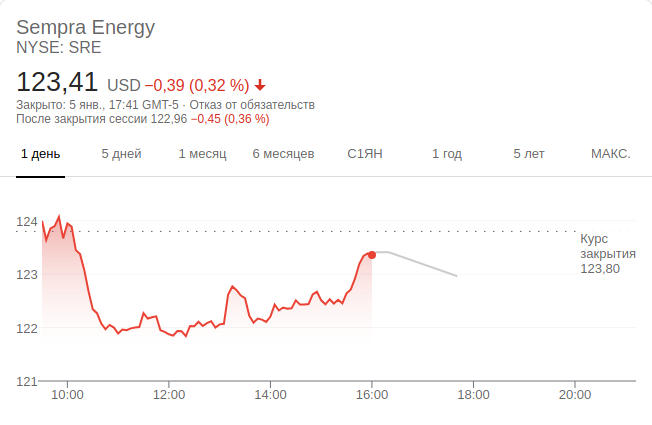 Sempra Energy
NYSE: SRE
123,41 USD −0,39 (0,32 %)
Закрыто: 5 янв., 17:41 GMT-5 · Отказ от обязательств
После закрытия сессии 122,96 −0,45 (0,36 %)
1 день 5 дней 1 месяц 6 месяцев С1ЯН 1 год 5 лет МАКС.
124
Курс
закрытия
123,80
123
122
121
10:00 12:00 14:00 16:00 18:00 20:00